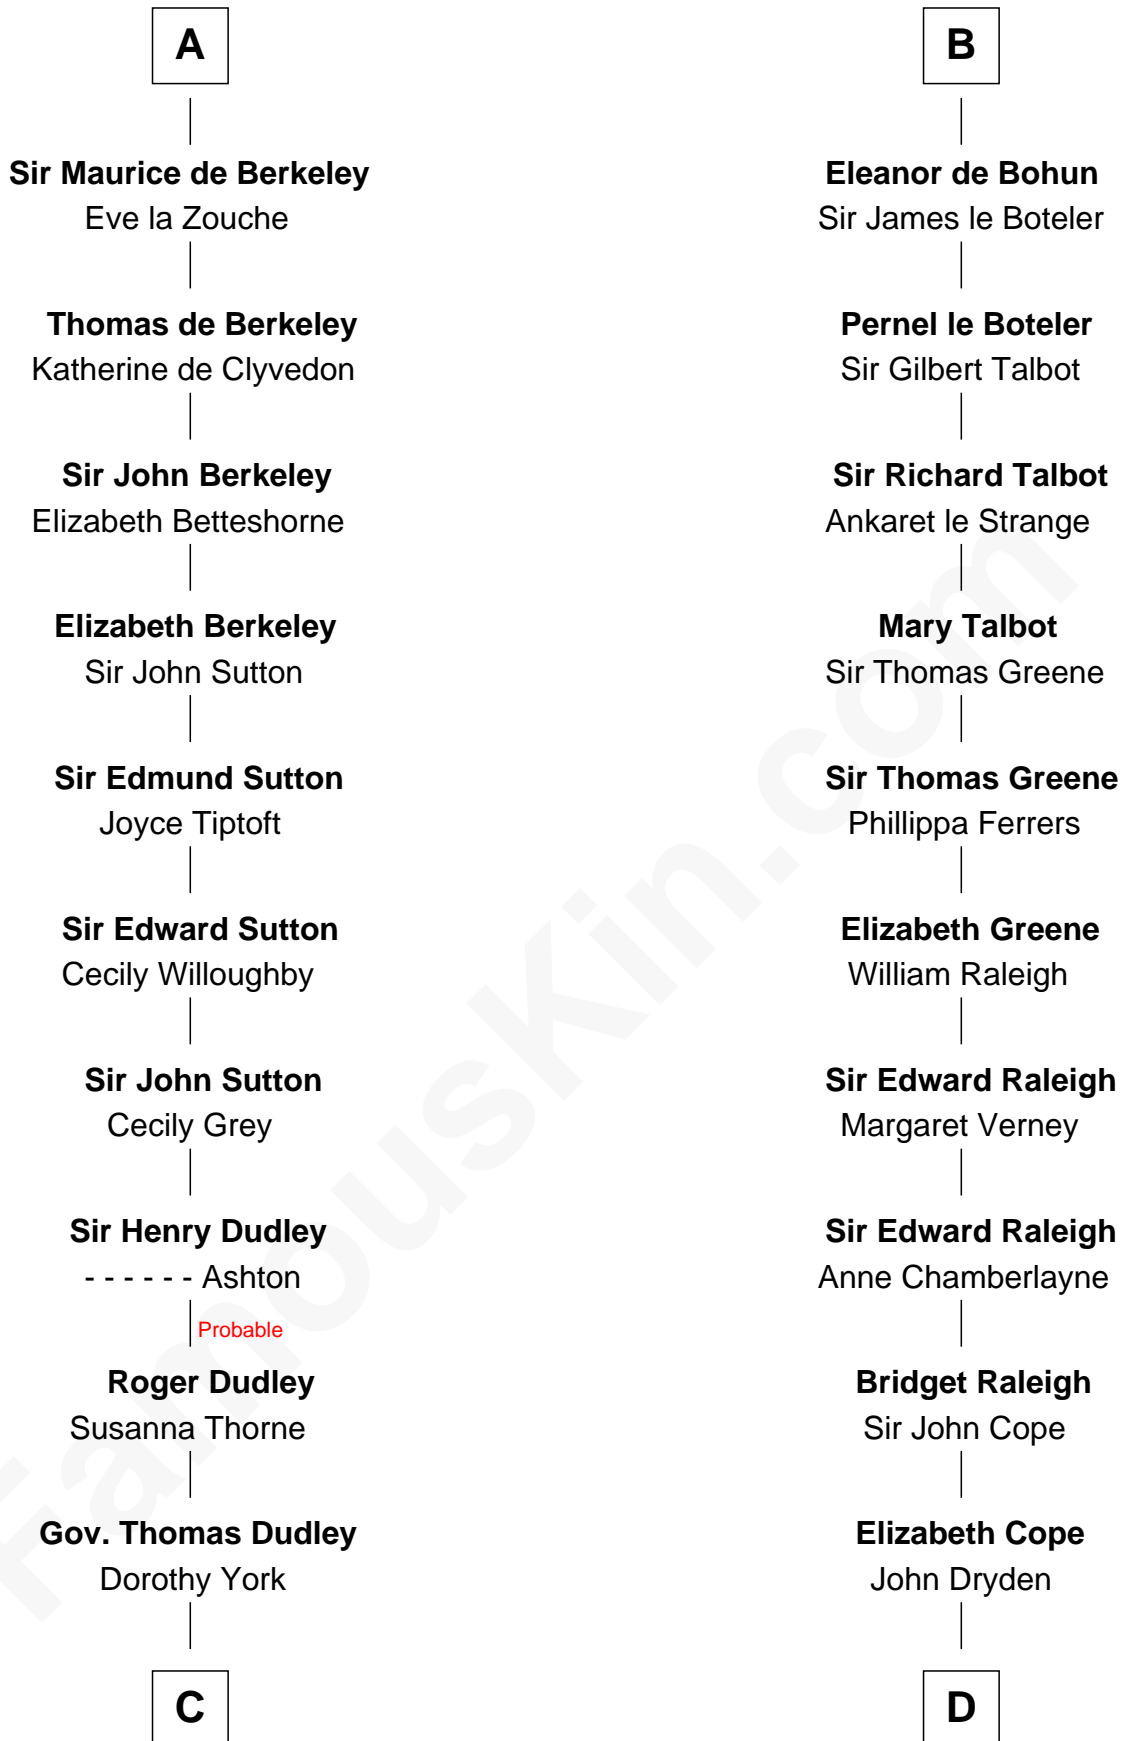 A
Sir Maurice de Berkeley
Eve la Zouche
Thomas de Berkeley
Katherine de Clyvedon
Sir John Berkeley
Elizabeth Betteshorne
Elizabeth Berkeley
Sir John Sutton
Sir Edmund Sutton
Joyce Tiptoft
Sir Edward Sutton
Cecily Willoughby
Sir John Sutton
Cecily Grey
Sir Henry Dudley
- - - - - - Ashton
Probable
Roger Dudley
Susanna Thorne
Gov. Thomas Dudley
Dorothy York
C
B
Eleanor de Bohun
Sir James le Boteler
Pernel le Boteler
Sir Gilbert Talbot
Sir Richard Talbot
Ankaret le Strange
Mary Talbot
Sir Thomas Greene
Sir Thomas Greene
Phillippa Ferrers
Elizabeth Greene
William Raleigh
Sir Edward Raleigh
Margaret Verney
Sir Edward Raleigh
Anne Chamberlayne
Bridget Raleigh
Sir John Cope
Elizabeth Cope
John Dryden
D
FamousKin.com